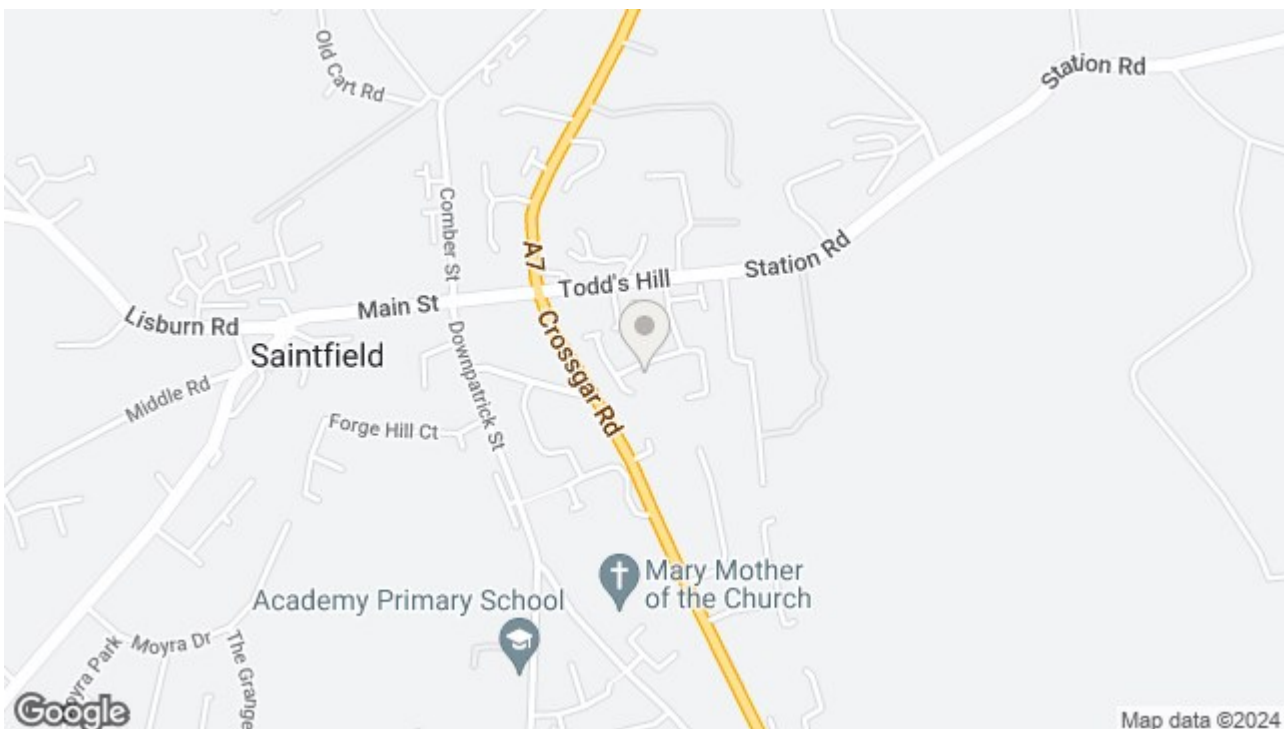 Old Cart Rd
Station Rd
Comber St
A7
Todd's Hill
Station Rd
Main St
Lisburn Rd
Saintfield
Crossgar Rd
Downpatrick St
Middle Rd
Forge Hill Ct
Mary Mother
of the Church
Academy Primary School
Moyra Dr
The Grange
Park
Google
Map data ©2024